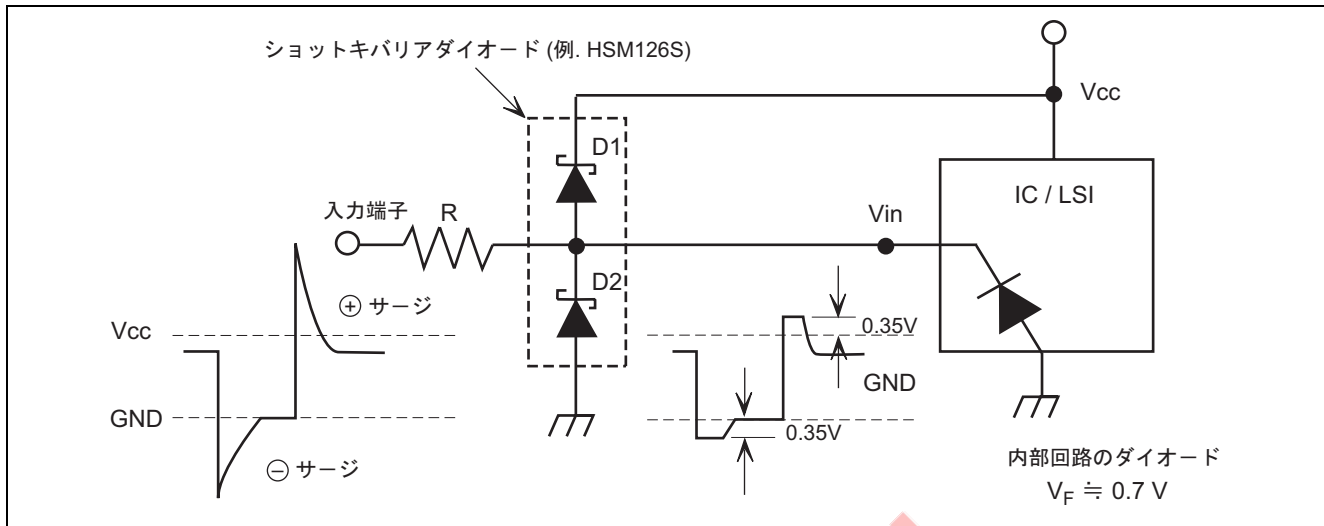 ショットキバリアダイオード (例. HSM126S)
Vcc
D1
IC / LSI
入力端子
R
Vin
D2
⊕ サージ
Vcc
0.35V
GND
GND
0.35V
⊖ サージ
内部回路のダイオード
VF ≒ 0.7 V